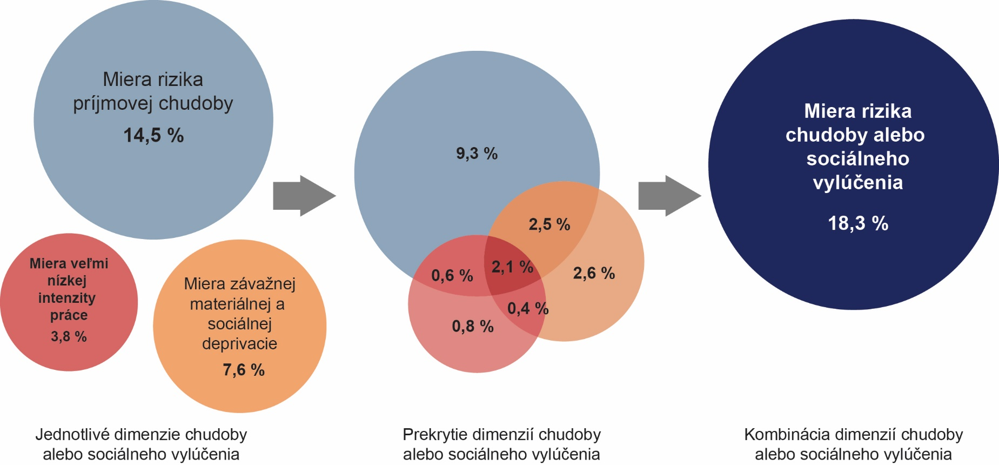 Miera rizika
príjmovej chudoby
14,5 %
Miera veľmi
nízkej
intenzity
práce
3,8 %
Miera závažnej
materiálnej a
sociálnej
deprivacie
7,6 %
Jednotlivé dimenzie chudoby
alebo sociálneho vylúčenia
9,3 %
2,5 %
0,6 %
2,1 %
2,6 %
0,4 %
0,8 %
Prekrytie dimenzií chudoby
alebo sociálneho vylúčenia
Miera rizika
chudoby alebo
sociálneho
vylúčenia
18,3 %
Kombinácia dimenzií chudoby
alebo sociálneho vylúčenia